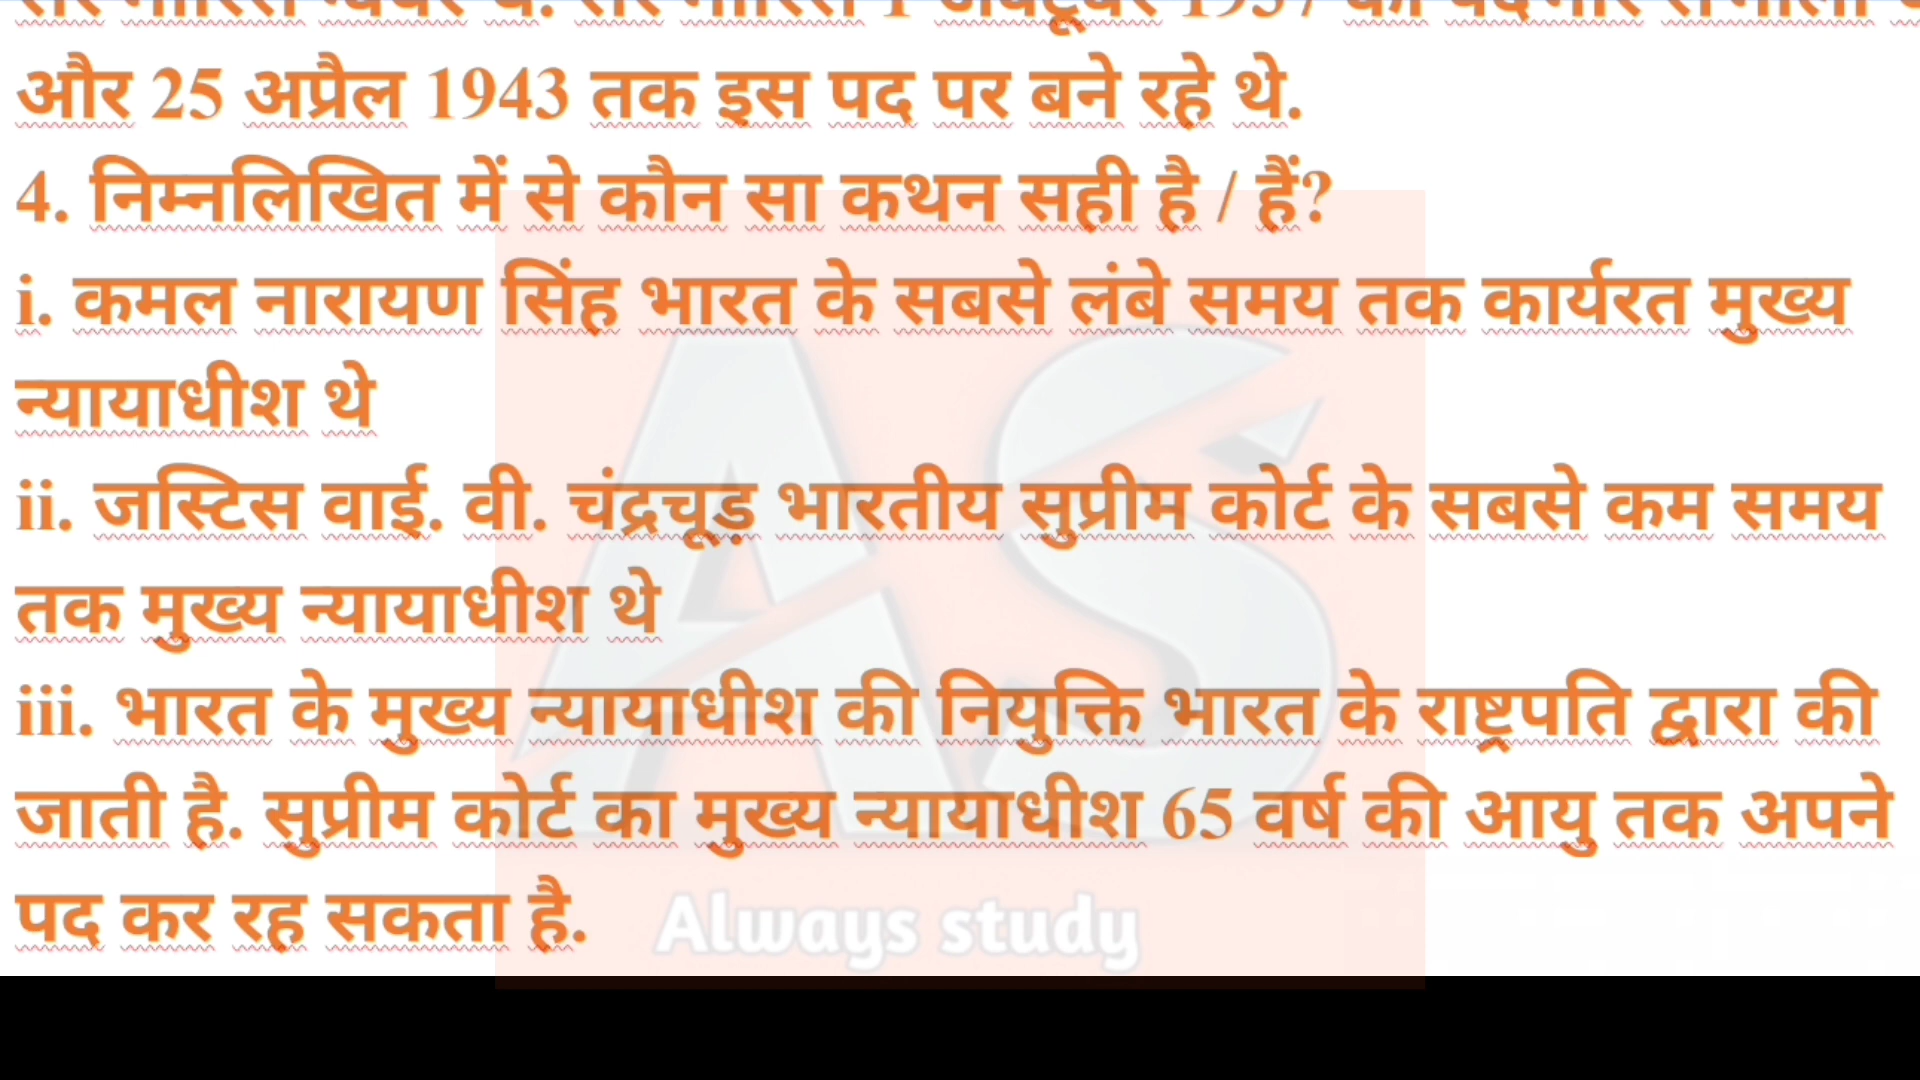 और 25 अप्रैल 1943 तक इस पद पर बने रहे थे.
4. निम्नलिखित में से कौन सा कथन सही है / हैं?
i. कमल नारायण सिंह भारत के सबसे लंबे समय तक कार्यरत मुख्य
न्यायाधीश थे
ii. जस्टिस वाई. वी. चंद्रचूड़ भारतीय सुप्रीम कोर्ट के सबसे कम समय
तक मुख्य न्यायाधीश थे
iii. भारत के मुख्य न्यायाधीश की नियुक्ति भारत के राष्ट्रपति द्वारा की
जाती है. सुप्रीम कोर्ट का मुख्य न्यायाधीश 65 वर्ष की आयु तक अपने
पद कर रह सकता है.
AS
Always study